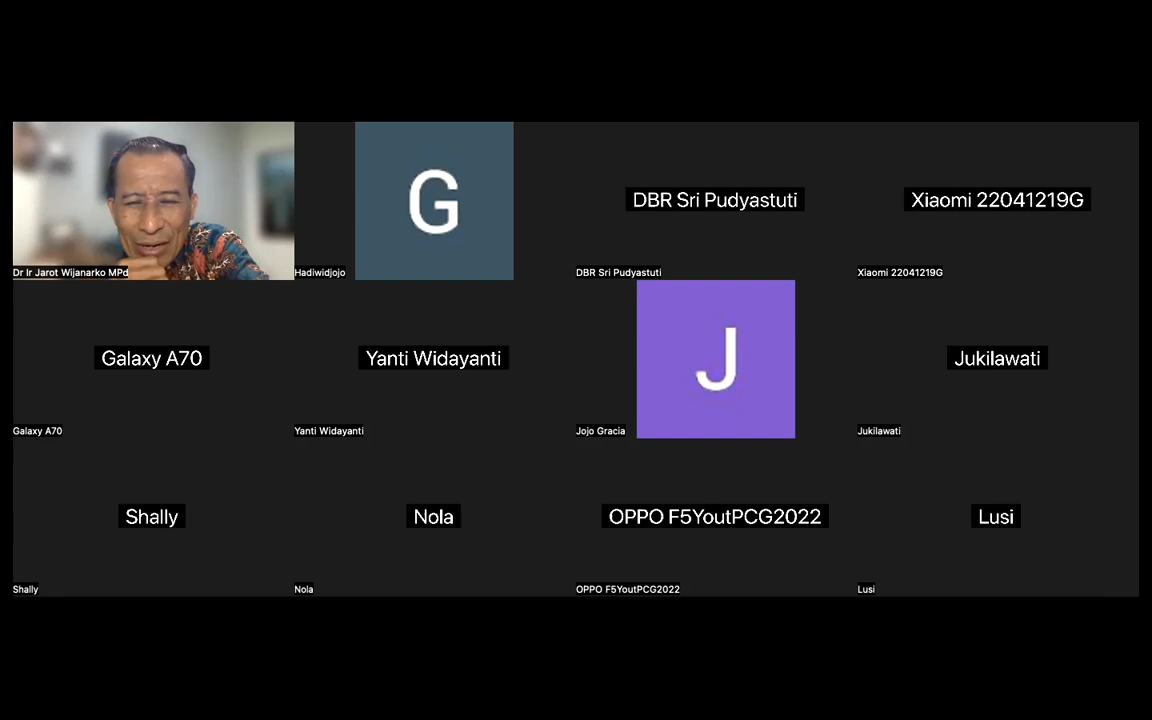 G
DBR Sri Pudyastuti
Xiaomi 22041219G
Dr Ir Jarot Wijanarko MPd
Hadiwidjojo
DBR Sri Pudyastuti
Xiaomi 22041219G
Galaxy A70
Yanti Widayanti
J
Jukilawati
Galaxy A70
Yanti Widayanti
Jojo Gracia
Jukilawati
Shally
Nola
OPPO F5YoutPCG2022
Lusi
Shally
Nola
OPPO F5YoutPCG2022
Lusi